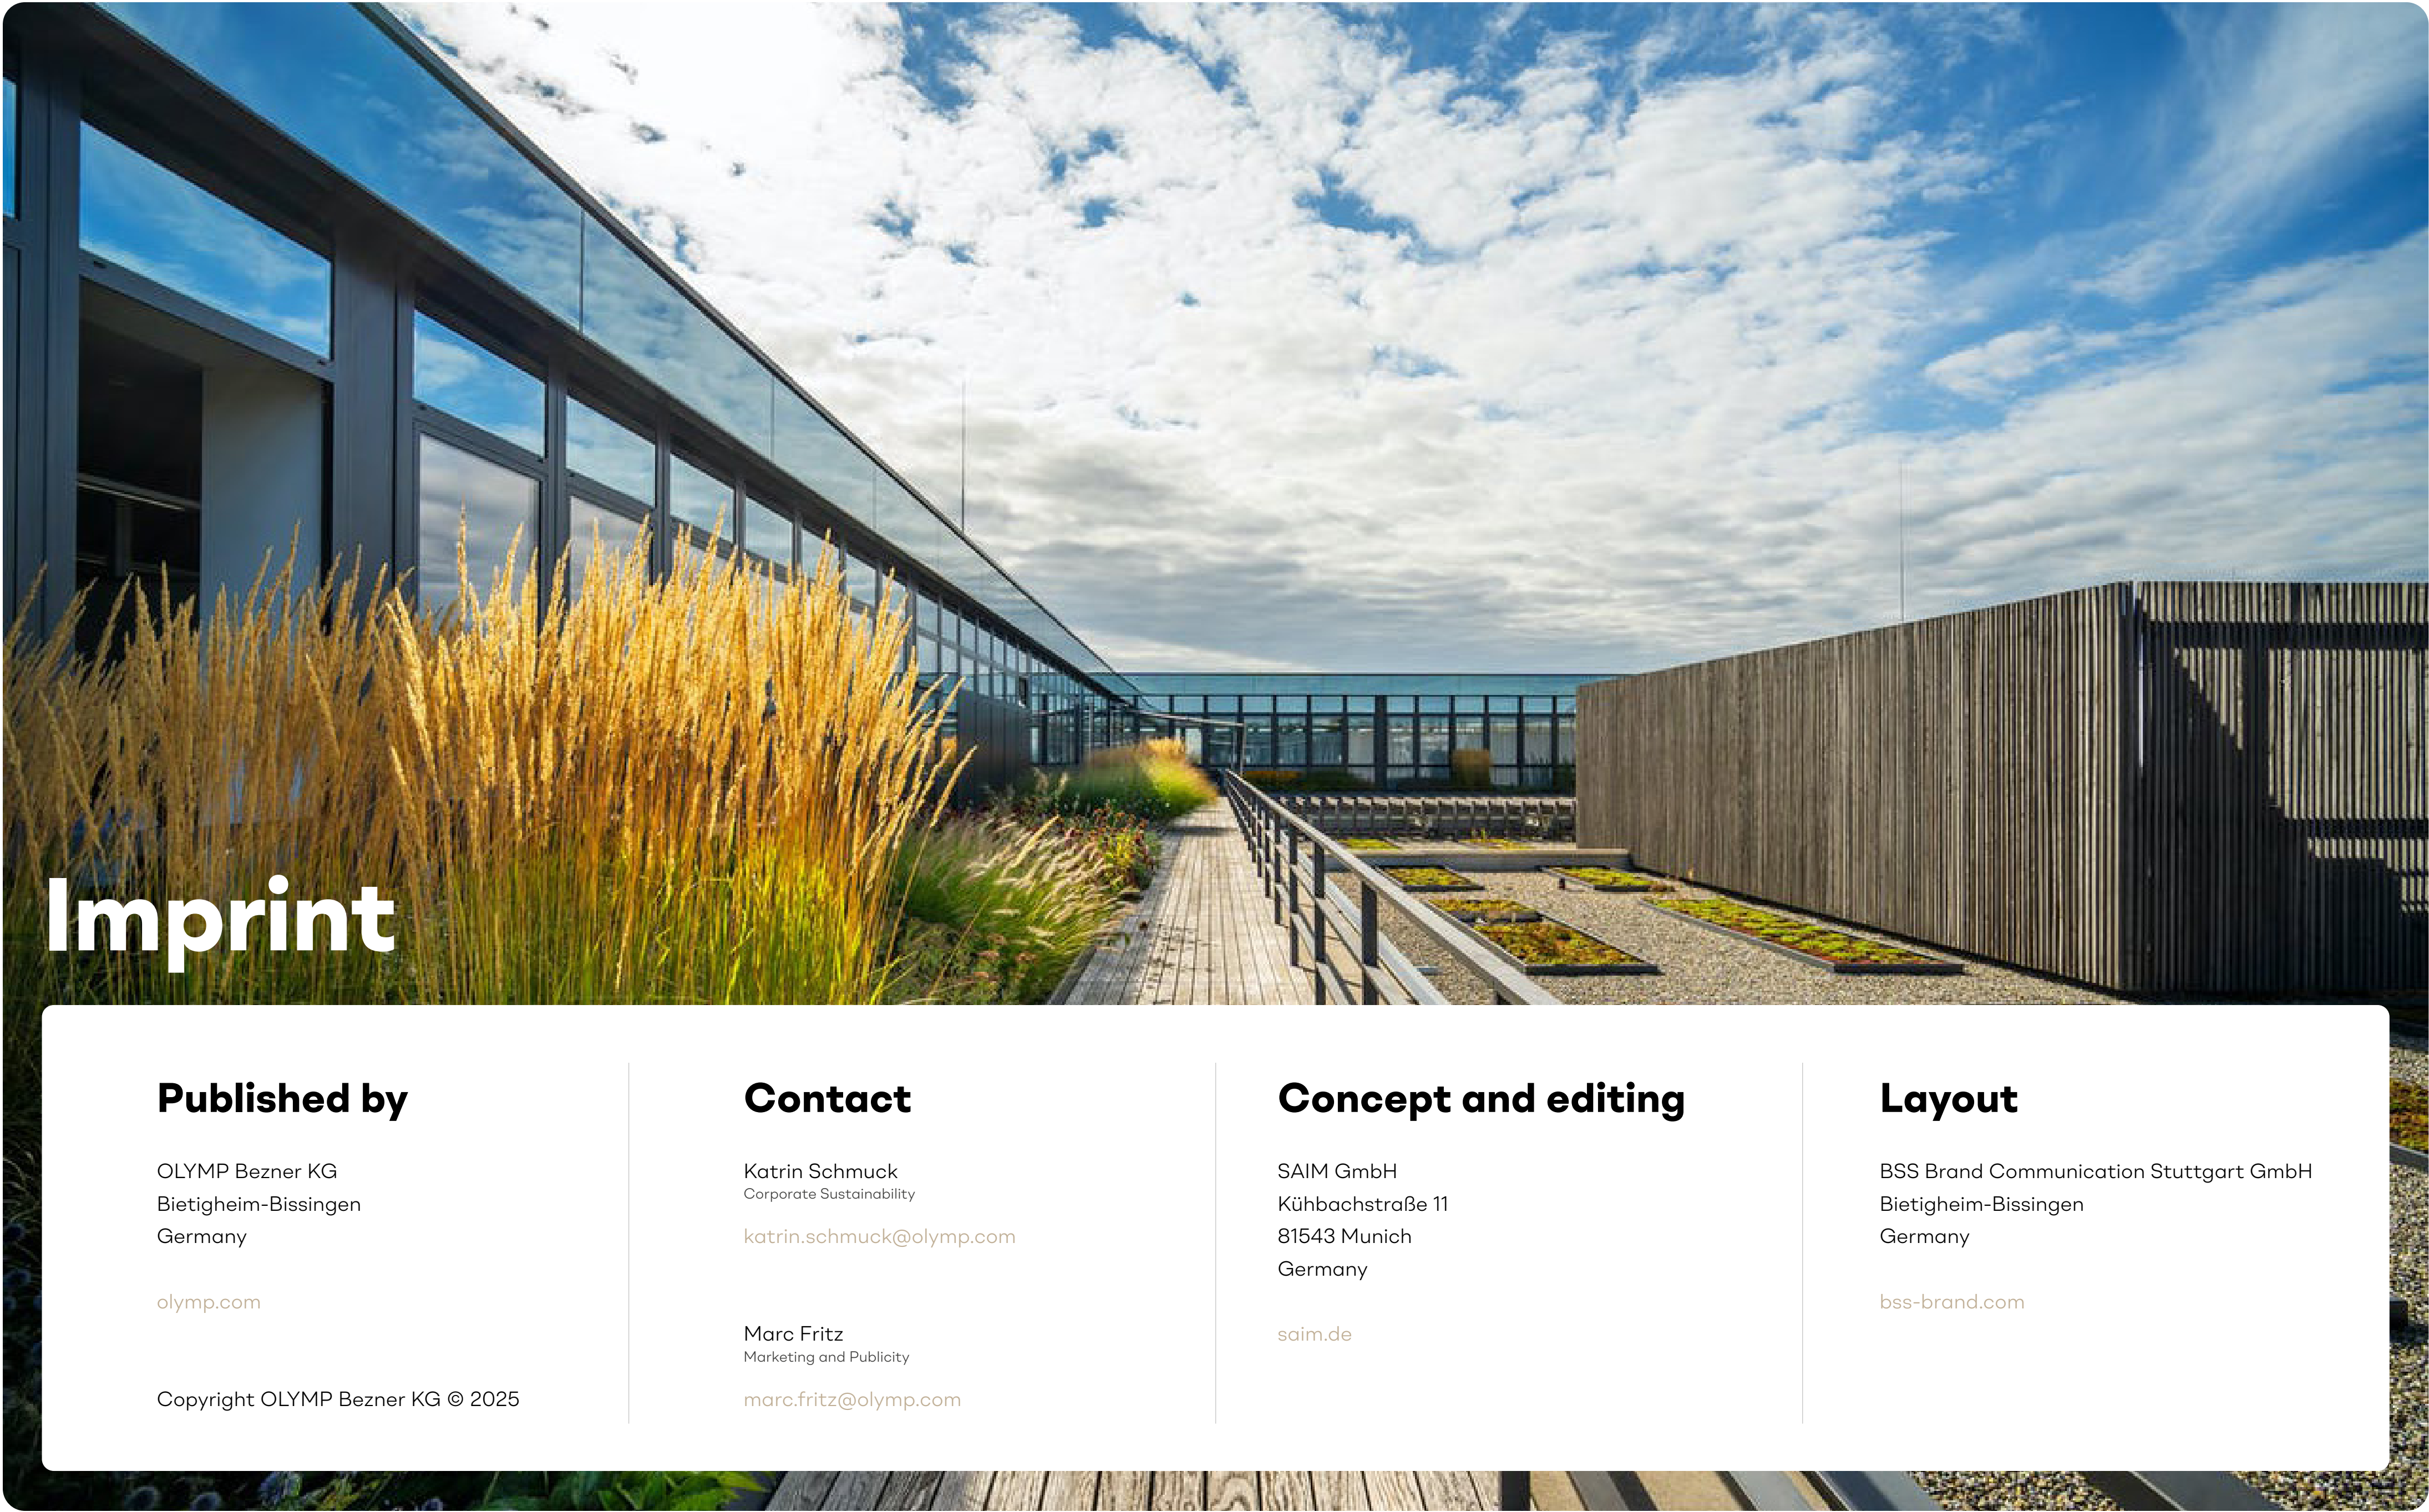 Imprint
Published by
OLYMP Bezner KG
Bietigheim-Bissingen
Germany
olymp.com
Copyright OLYMP Bezner KG © 2025
Contact
Katrin Schmuck
Corporate Sustainability
katrin.schmuck@olymp.com
Marc Fritz
Marketing and Publicity
marc.fritz@olymp.com
Concept and editing
SAIM GmbH
Kühbachstraße 11
81543 Munich
Germany
saim.de
Layout
BSS Brand Communication Stuttgart GmbH
Bietigheim-Bissingen
Germany
bss-brand.com